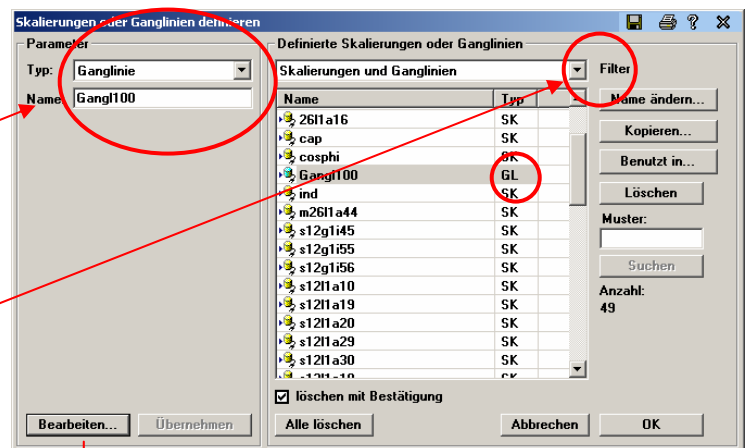 Skalierungen oder Ganglinien definieren
Parameter
Typ: Ganglinie
Name: Gangl100
Bearbeiten...
Übernehmen
Definierte Skalierungen oder Ganglinien
Skalierungen und Ganglinien
Filter
Name Typ
26l1a16 SK
cap SK
cosphi SK
Gangl100 GL
ind SK
m26l1a44 SK
s12g1i45 SK
s12g1i55 SK
s12g1i56 SK
s12l1a10 SK
s12l1a19 SK
s12l1a20 SK
s12l1a29 SK
s12l1a30 SK
löschen mit Bestätigung
Alle löschen
Abbrechen
OK
Name ändern...
Kopieren...
Benutzt in...
Löschen
Muster:
Suchen
Anzahl:
49